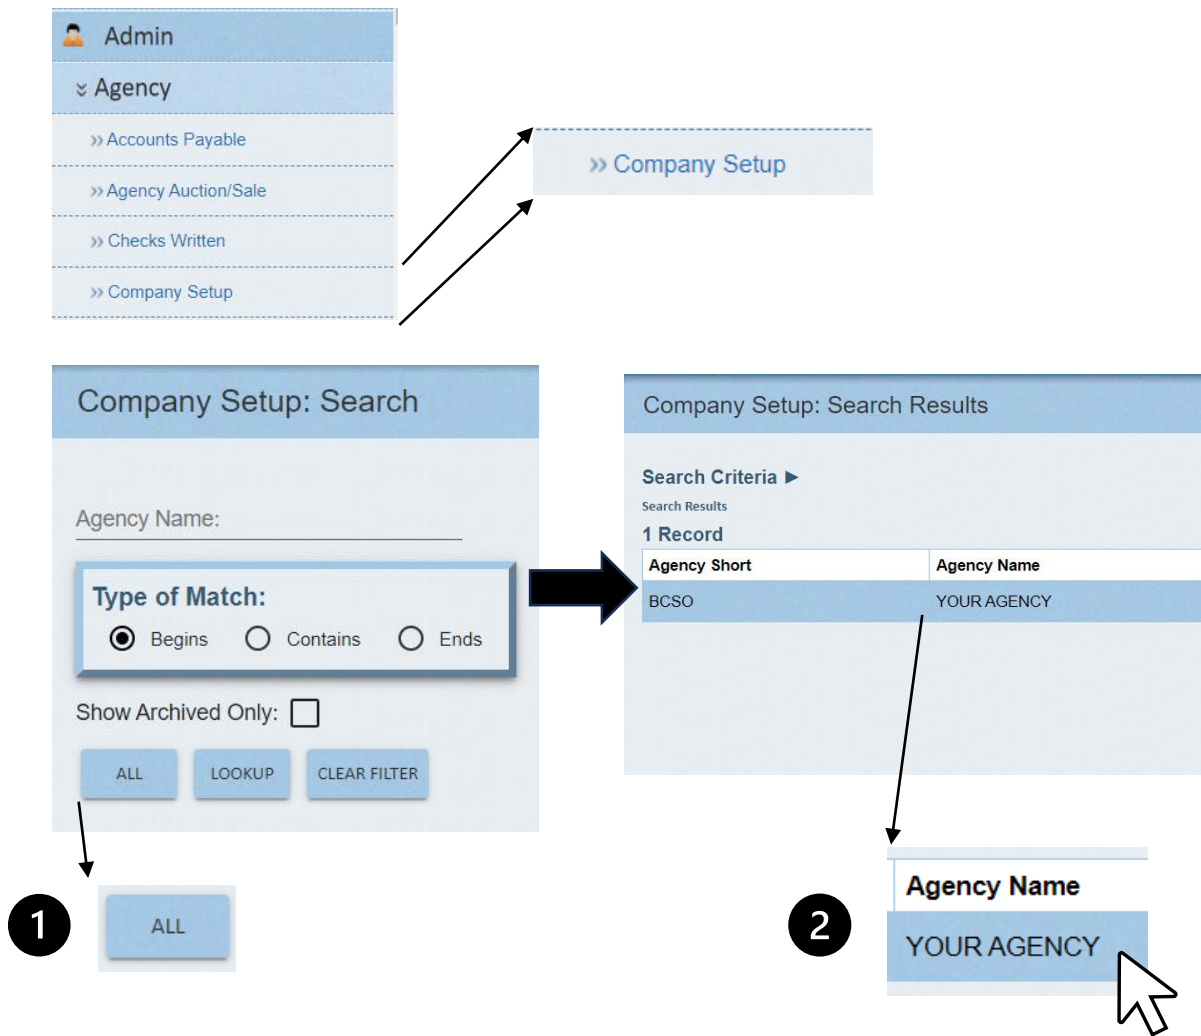 Admin
Agency
Accounts Payable
Agency Auction/Sale
Checks Written
Company Setup
Company Setup
Company Setup: Search
Agency Name:
Type of Match:
Begins Contains Ends
Show Archived Only:
ALL LOOKUP CLEAR FILTER
Company Setup: Search Results
Search Criteria ►
Search Results
1 Record
Agency Short Agency Name
BCSO YOUR AGENCY
1
ALL
2
Agency Name
YOUR AGENCY